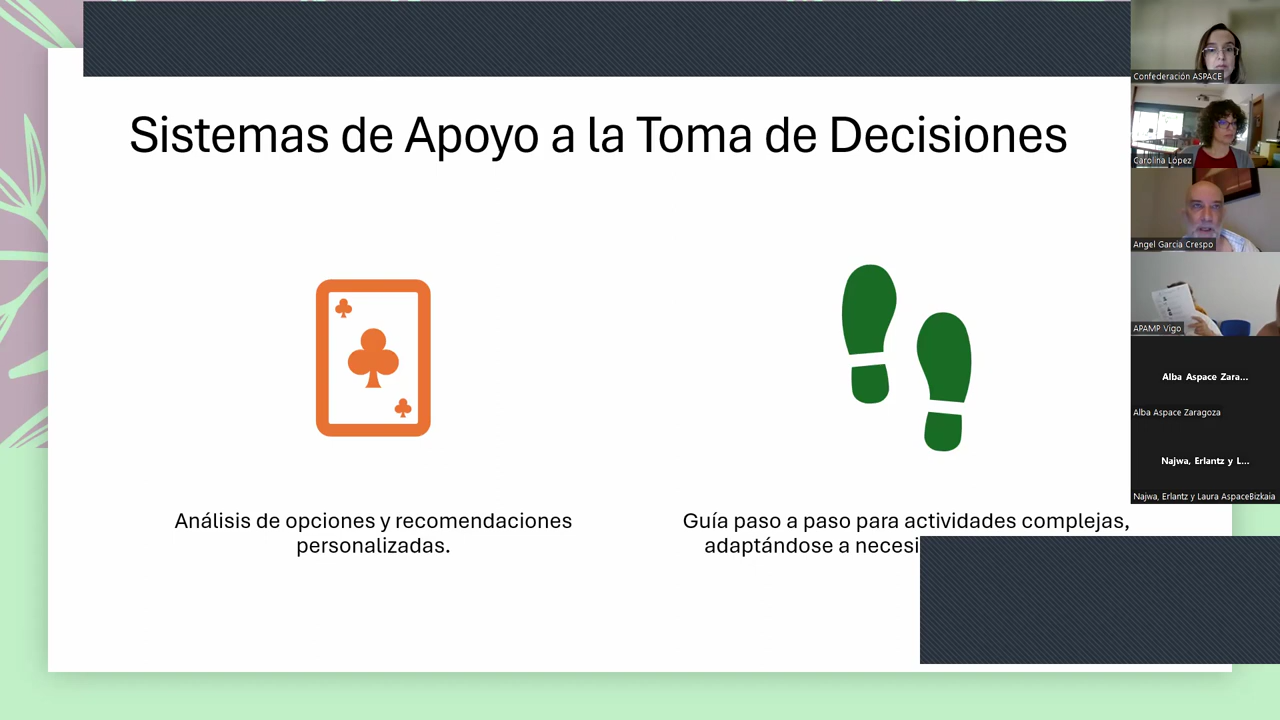 Sistemas de Apoyo a la Toma de Decisiones
Análisis de opciones y recomendaciones
personalizadas.
Guía paso a paso para actividades complejas,
adaptándose a
Confederación ASPACE
Carolina López
Angel Garcia Crespo
APAMP Vigo
Alba Aspace Zara...
Alba Aspace Zaragoza
Najwa, Erlantz y L...
Najwa, Erlantz y Laura AspaceBizkaia